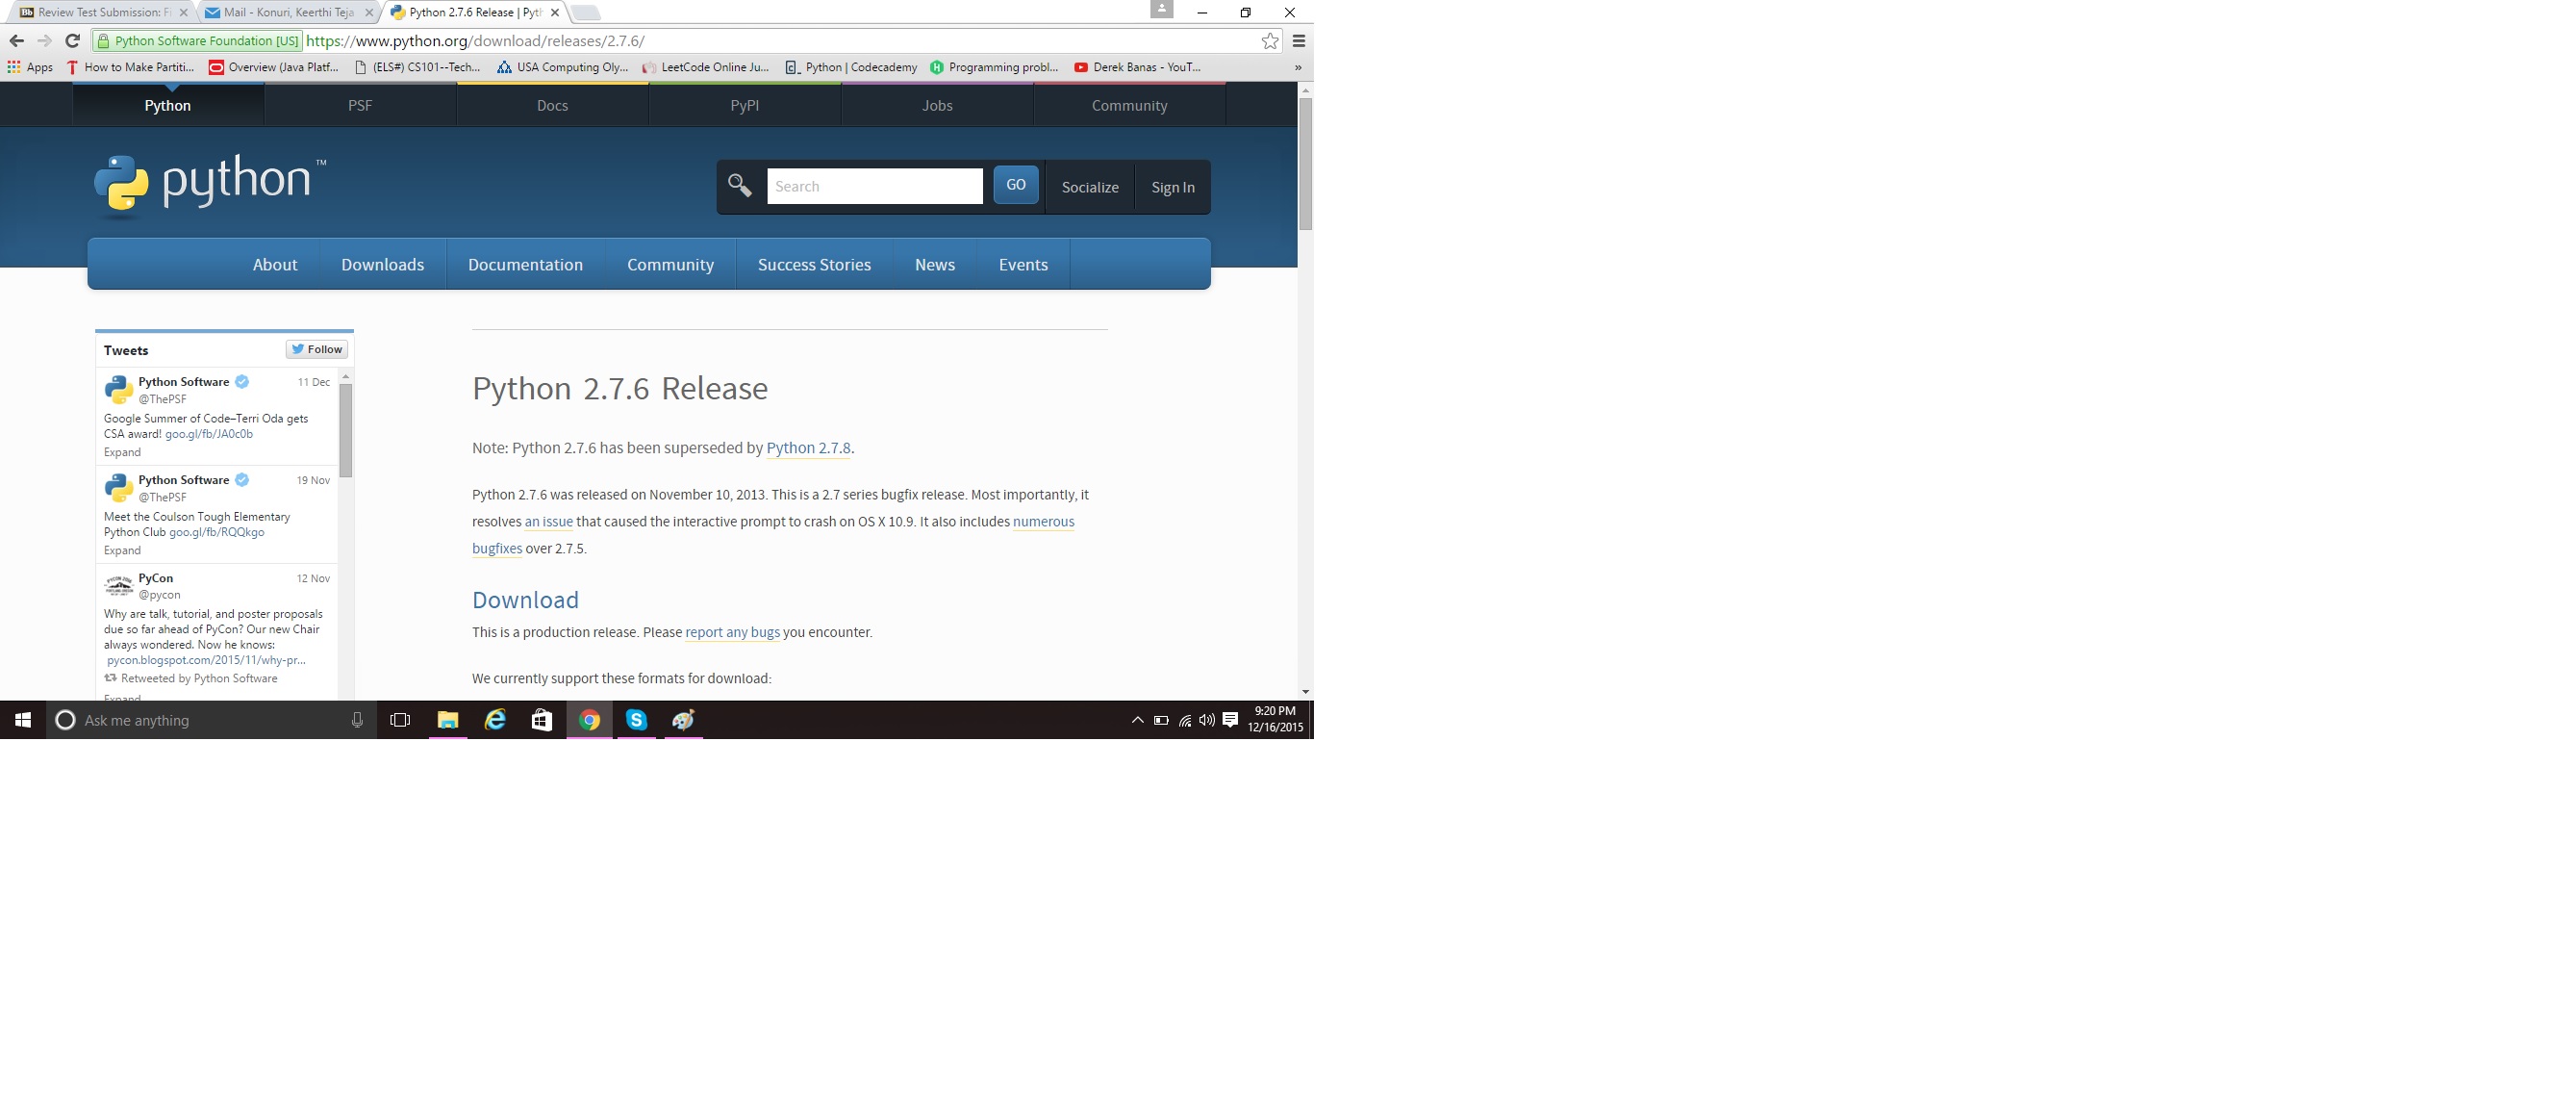 Review Test Submission: Fi
Mail - Konuri, Keerthi Teja
Python 2.7.6 Release | Pyth
Python Software Foundation [US] https://www.python.org/download/releases/2.7.6/
Apps How to Make Partiti... Overview (Java Platf... (ELS#) CS101--Tech... USA Computing Oly... LeetCode Online Ju... Python | Codecademy Programming probl... Derek Banas - YouT... »
Python PSF Docs PyPI Jobs Community
python™
Search GO Socialize Sign In
About Downloads Documentation Community Success Stories News Events
Tweets Follow
Python Software 11 Dec
@ThePSF
Google Summer of Code–Terri Oda gets
CSA award! goo.gl/fb/JA0c0b
Expand
Python Software 19 Nov
@ThePSF
Meet the Coulson Tough Elementary
Python Club goo.gl/fb/RQQkgo
Expand
PyCon 12 Nov
@pycon
Why are talk, tutorial, and poster proposals
due so far ahead of PyCon? Our new Chair
always wondered. Now he knows:
pycon.blogspot.com/2015/11/why-pr...
Retweeted by Python Software
Expand
Python 2.7.6 Release
Note: Python 2.7.6 has been superseded by Python 2.7.8.
Python 2.7.6 was released on November 10, 2013. This is a 2.7 series bugfix release. Most importantly, it
resolves an issue that caused the interactive prompt to crash on OS X 10.9. It also includes numerous
bugfixes over 2.7.5.
Download
This is a production release. Please report any bugs you encounter.
We currently support these formats for download:
Ask me anything
9:20 PM
12/16/2015